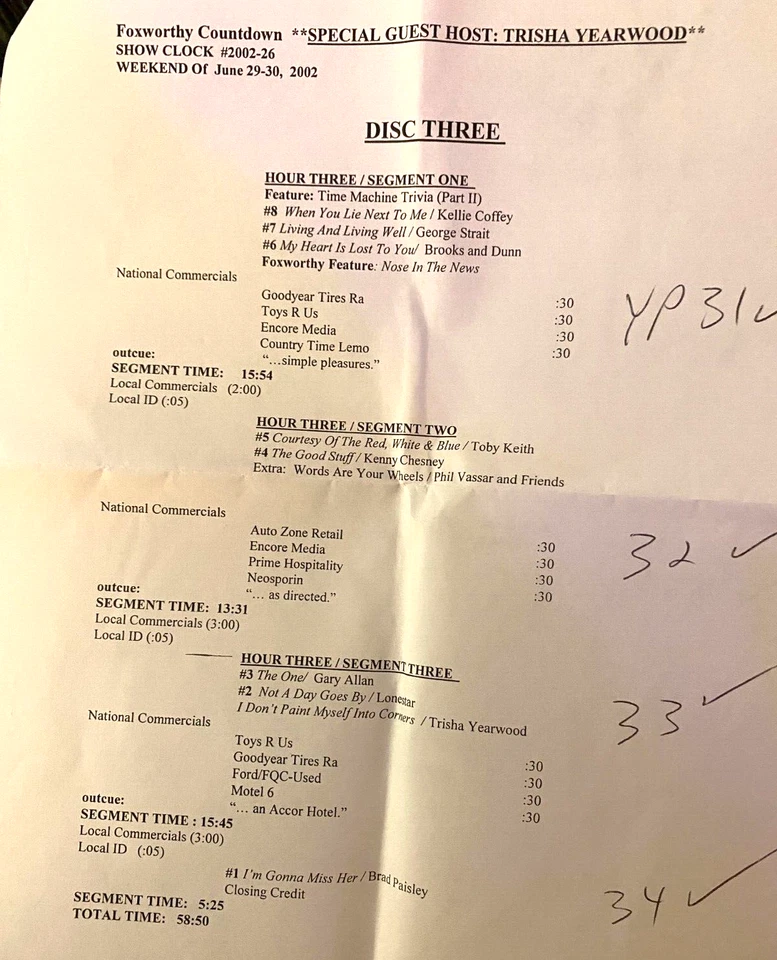 Foxworthy Countdown **SPECIAL GUEST HOST: TRISHA YEARWOOD**
SHOW CLOCK #2002-26
WEEKEND Of June 29-30, 2002
DISC THREE
HOUR THREE / SEGMENT ONE
Feature: Time Machine Trivia (Part II)
#8 When You Lie Next To Me / Kellie Coffey
#7 Living And Living Well / George Strait
#6 My Heart Is Lost To You/ Brooks and Dunn
Foxworthy Feature: Nose In The News
National Commercials
Goodyear Tires Ra :30
Toys R Us :30
Encore Media :30
Country Time Lemo :30
YP 31 ✓
outcue: "…simple pleasures."
SEGMENT TIME: 15:54
Local Commercials (2:00)
Local ID (:05)
HOUR THREE / SEGMENT TWO
#5 Courtesy Of The Red, White & Blue / Toby Keith
#4 The Good Stuff / Kenny Chesney
Extra: Words Are Your Wheels / Phil Vassar and Friends
National Commercials
Auto Zone Retail :30
Encore Media :30
Prime Hospitality :30
Neosporin :30
32 ✓
outcue: "… as directed."
SEGMENT TIME: 13:31
Local Commercials (3:00)
Local ID (:05)
HOUR THREE / SEGMENT THREE
#3 The One/ Gary Allan
#2 Not A Day Goes By / Lonestar
I Don't Paint Myself Into Corners / Trisha Yearwood
National Commercials
Toys R Us :30
Goodyear Tires Ra :30
Ford/FQC-Used :30
Motel 6 :30
33 ✓
outcue: "… an Accor Hotel."
SEGMENT TIME : 15:45
Local Commercials (3:00)
Local ID (:05)
#1 I'm Gonna Miss Her / Brad Paisley
Closing Credit
34 ✓
SEGMENT TIME: 5:25
TOTAL TIME: 58:50